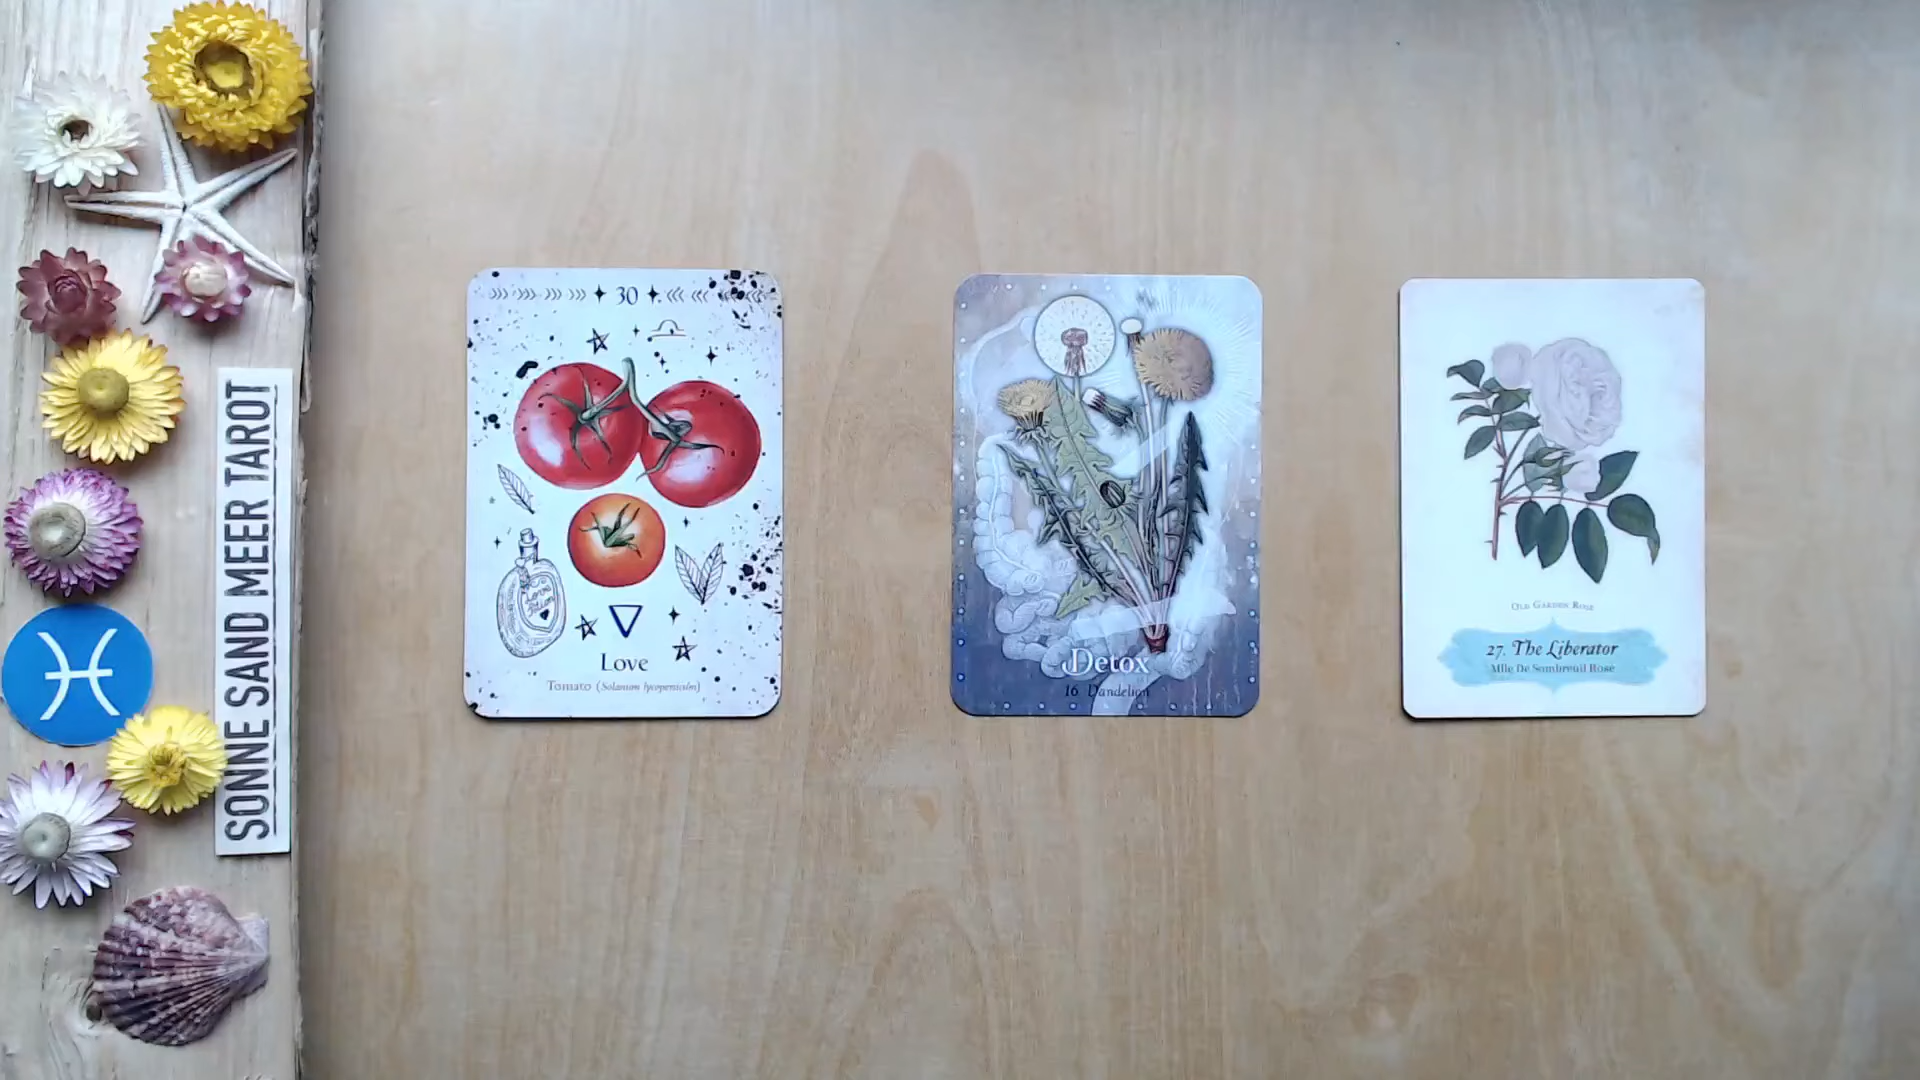 SONNE SAND MEER TAROT
30
Love
Tomato (Solanum lycopersicum)
Detox
16 Dandelion
OLD GARDEN ROSE
27. The Liberator
Mlle De Sombreuil Rose